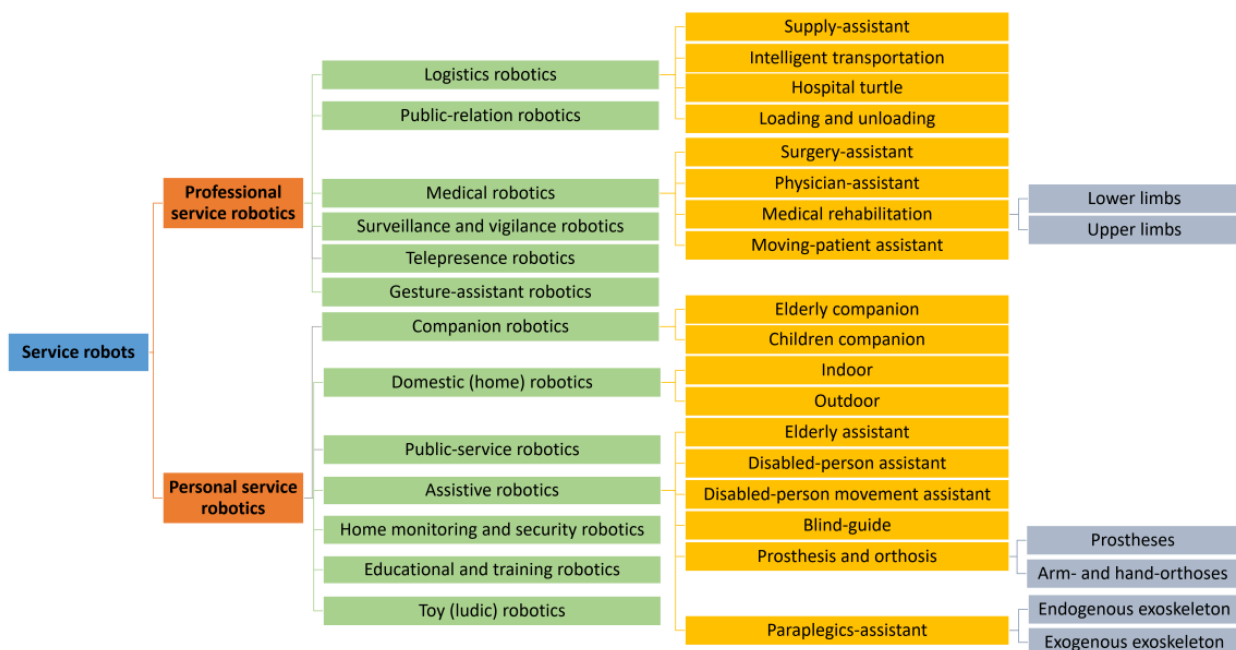 Service robots
Professional
service robotics
Personal service
robotics
Logistics robotics
Public-relation robotics
Medical robotics
Surveillance and vigilance robotics
Telepresence robotics
Gesture-assistant robotics
Companion robotics
Domestic (home) robotics
Public-service robotics
Assistive robotics
Home monitoring and security robotics
Educational and training robotics
Toy (ludic) robotics
Supply-assistant
Intelligent transportation
Hospital turtle
Loading and unloading
Surgery-assistant
Physician-assistant
Medical rehabilitation
Moving-patient assistant
Elderly companion
Children companion
Indoor
Outdoor
Elderly assistant
Disabled-person assistant
Disabled-person movement assistant
Blind-guide
Prosthesis and orthosis
Paraplegics-assistant
Lower limbs
Upper limbs
Prostheses
Arm- and hand-orthoses
Endogenous exoskeleton
Exogenous exoskeleton